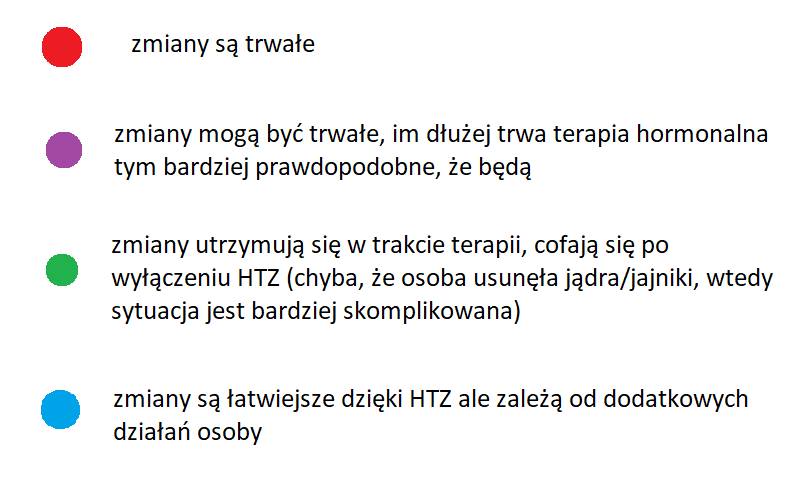 zmiany są trwałe
zmiany mogą być trwałe, im dłużej trwa terapia hormonalna
tym bardziej prawdopodobne, że będą
zmiany utrzymują się w trakcie terapii, cofają się po
wyłączeniu HTZ (chyba, że osoba usunęła jądra/jajniki, wtedy
sytuacja jest bardziej skomplikowana)
zmiany są łatwiejsze dzięki HTZ ale zależą od dodatkowych
działań osoby